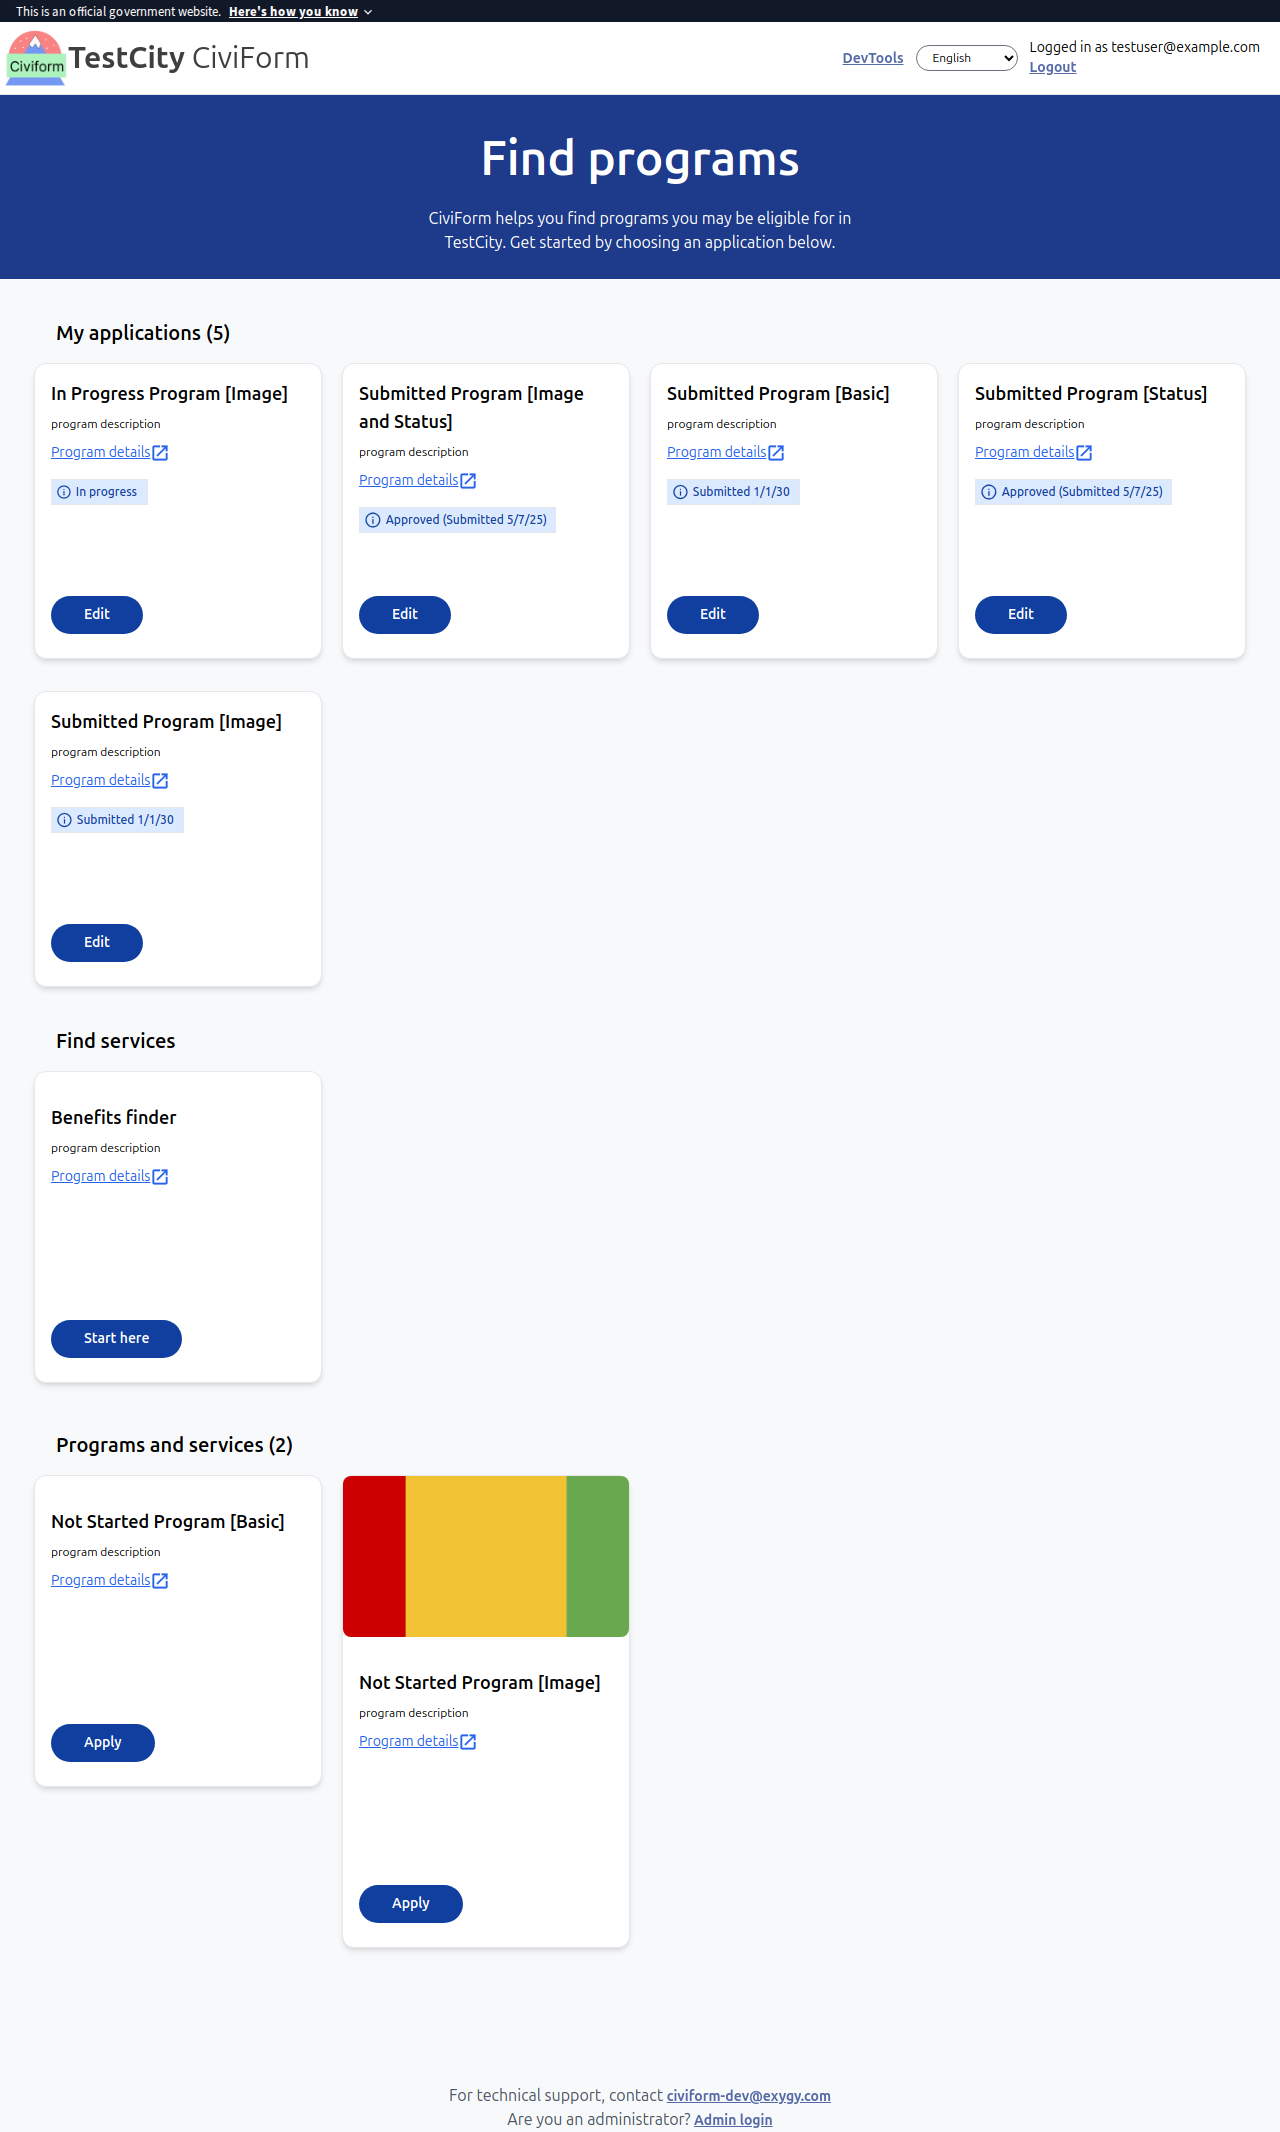 This is an official government website. Here's how you know
Civiform
TestCity CiviForm
DevTools
English
Logged in as testuser@example.com
Logout
Find programs
CiviForm helps you find programs you may be eligible for in
TestCity. Get started by choosing an application below.
My applications (5)
In Progress Program [Image]
program description
Program details
In progress
Edit
Submitted Program [Image
and Status]
program description
Program details
Approved (Submitted 5/7/25)
Edit
Submitted Program [Basic]
program description
Program details
Submitted 1/1/30
Edit
Submitted Program [Status]
program description
Program details
Approved (Submitted 5/7/25)
Edit
Submitted Program [Image]
program description
Program details
Submitted 1/1/30
Edit
Find services
Benefits finder
program description
Program details
Start here
Programs and services (2)
Not Started Program [Basic]
program description
Program details
Apply
Not Started Program [Image]
program description
Program details
Apply
For technical support, contact civiform-dev@exygy.com
Are you an administrator? Admin login